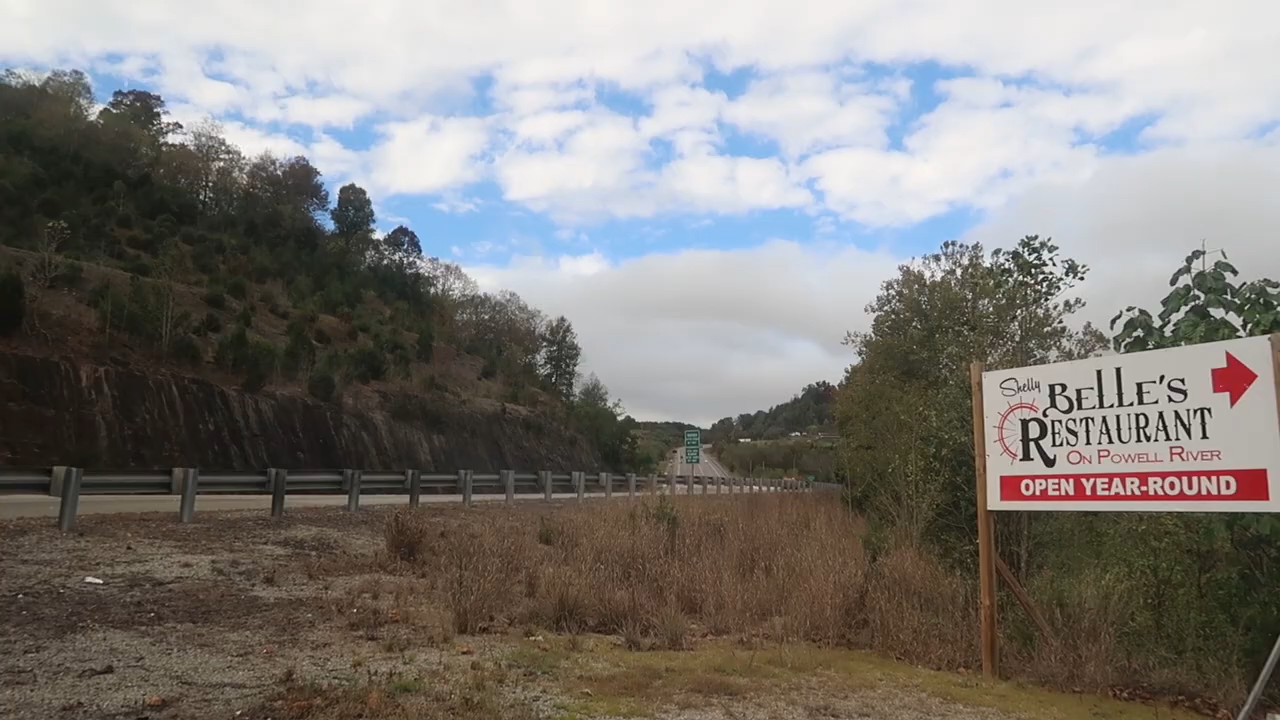 Shelly
BELLE'S
RESTAURANT
ON POWELL RIVER
OPEN YEAR-ROUND